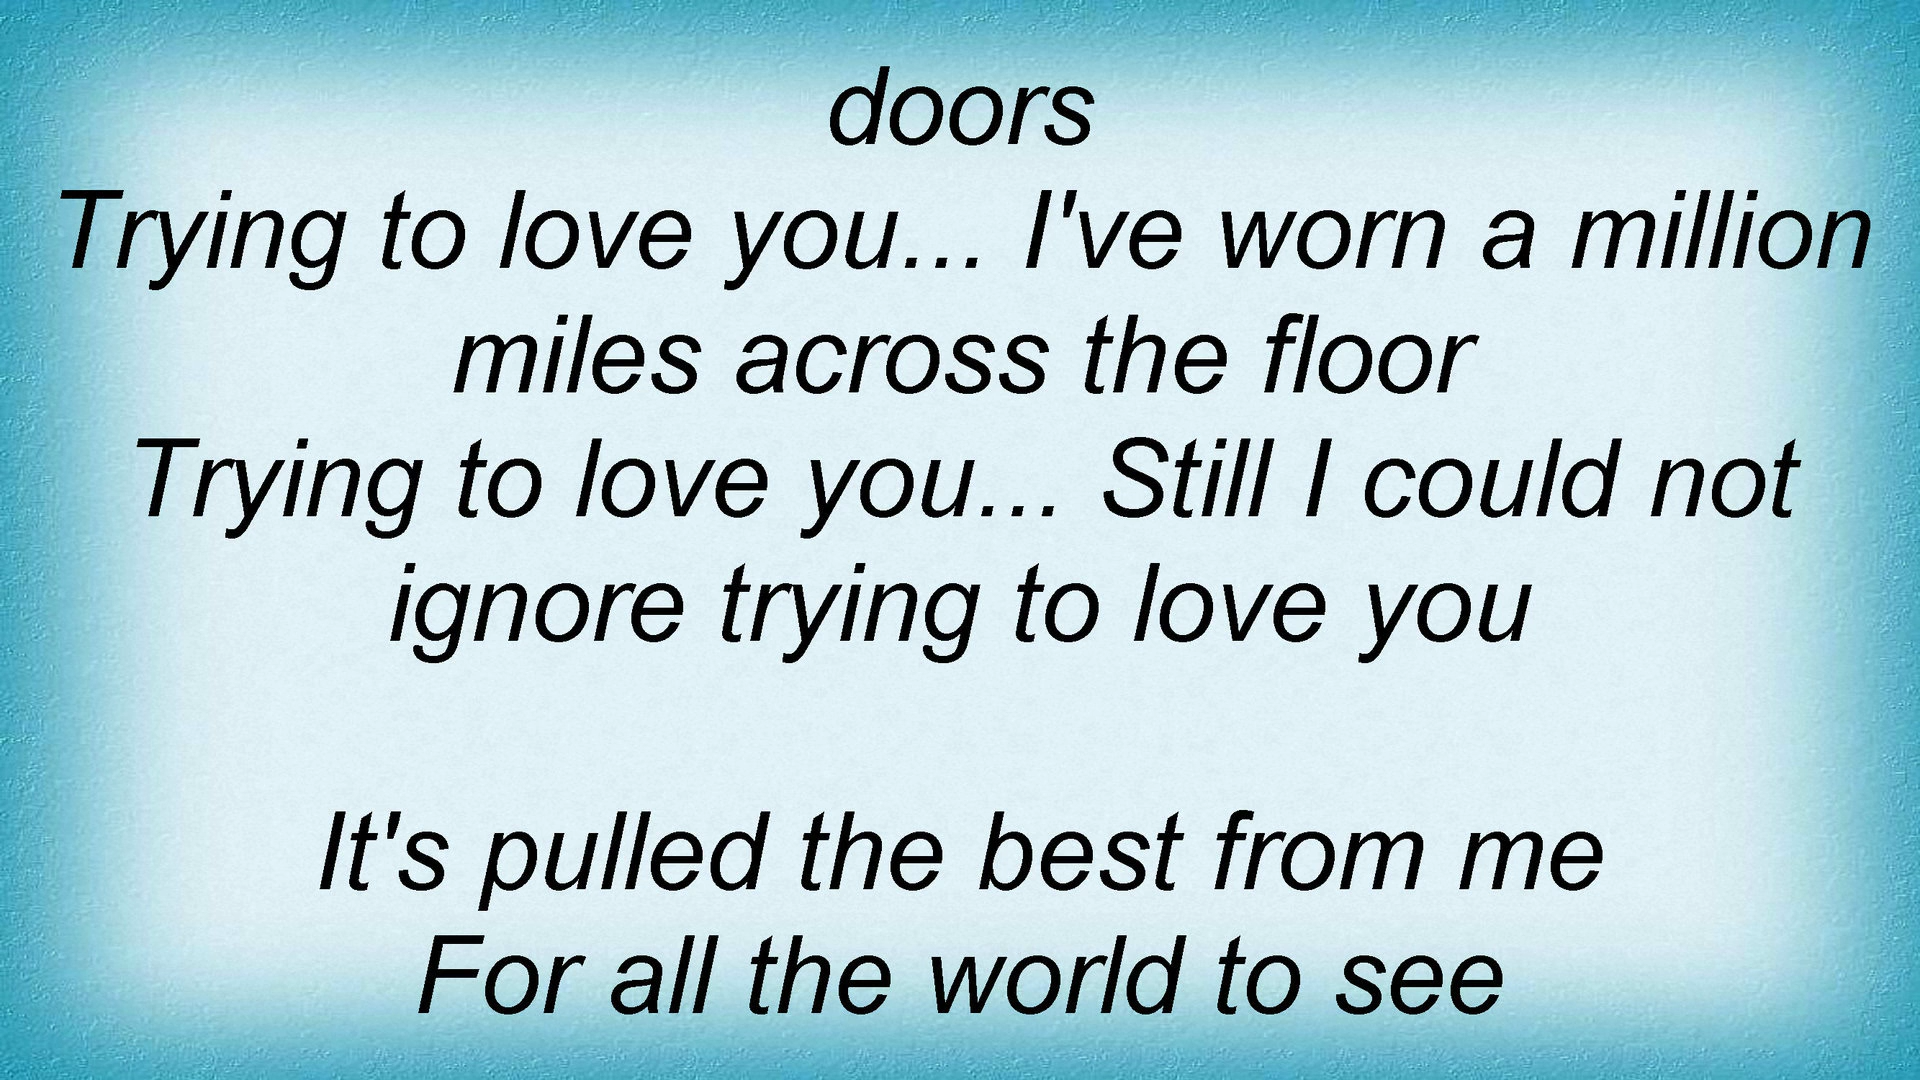 doors
Trying to love you... I've worn a million
miles across the floor
Trying to love you... Still I could not
ignore trying to love you
It's pulled the best from me
For all the world to see